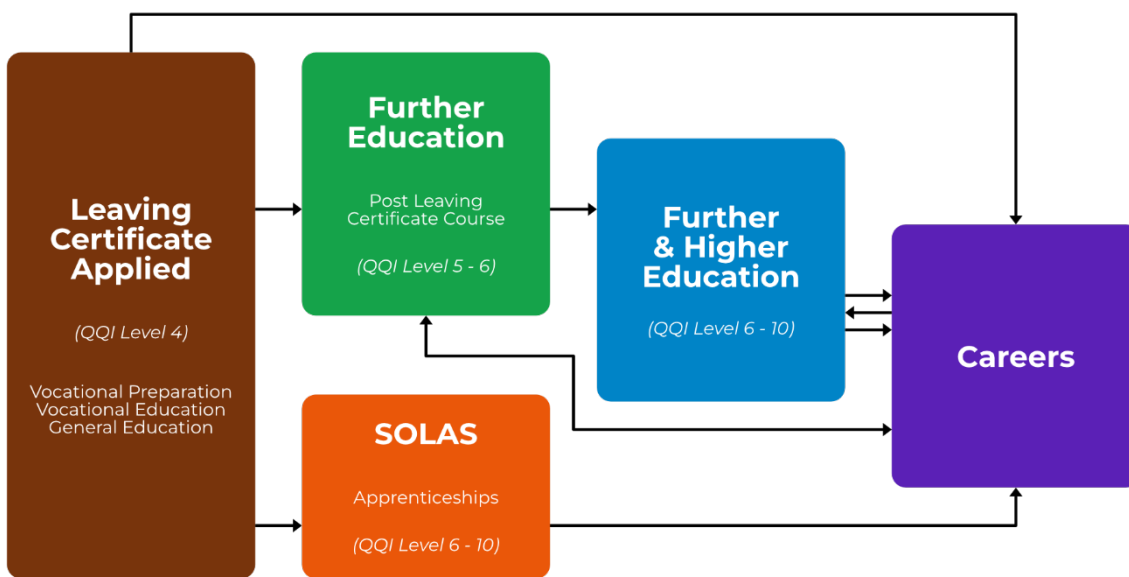 Leaving
Certificate
Applied
(QQI Level 4)
Vocational Preparation
Vocational Education
General Education
Further
Education
Post Leaving
Certificate Course
(QQI Level 5 - 6)
SOLAS
Apprenticeships
(QQI Level 6 - 10)
Further
& Higher
Education
(QQI Level 6 - 10)
Careers